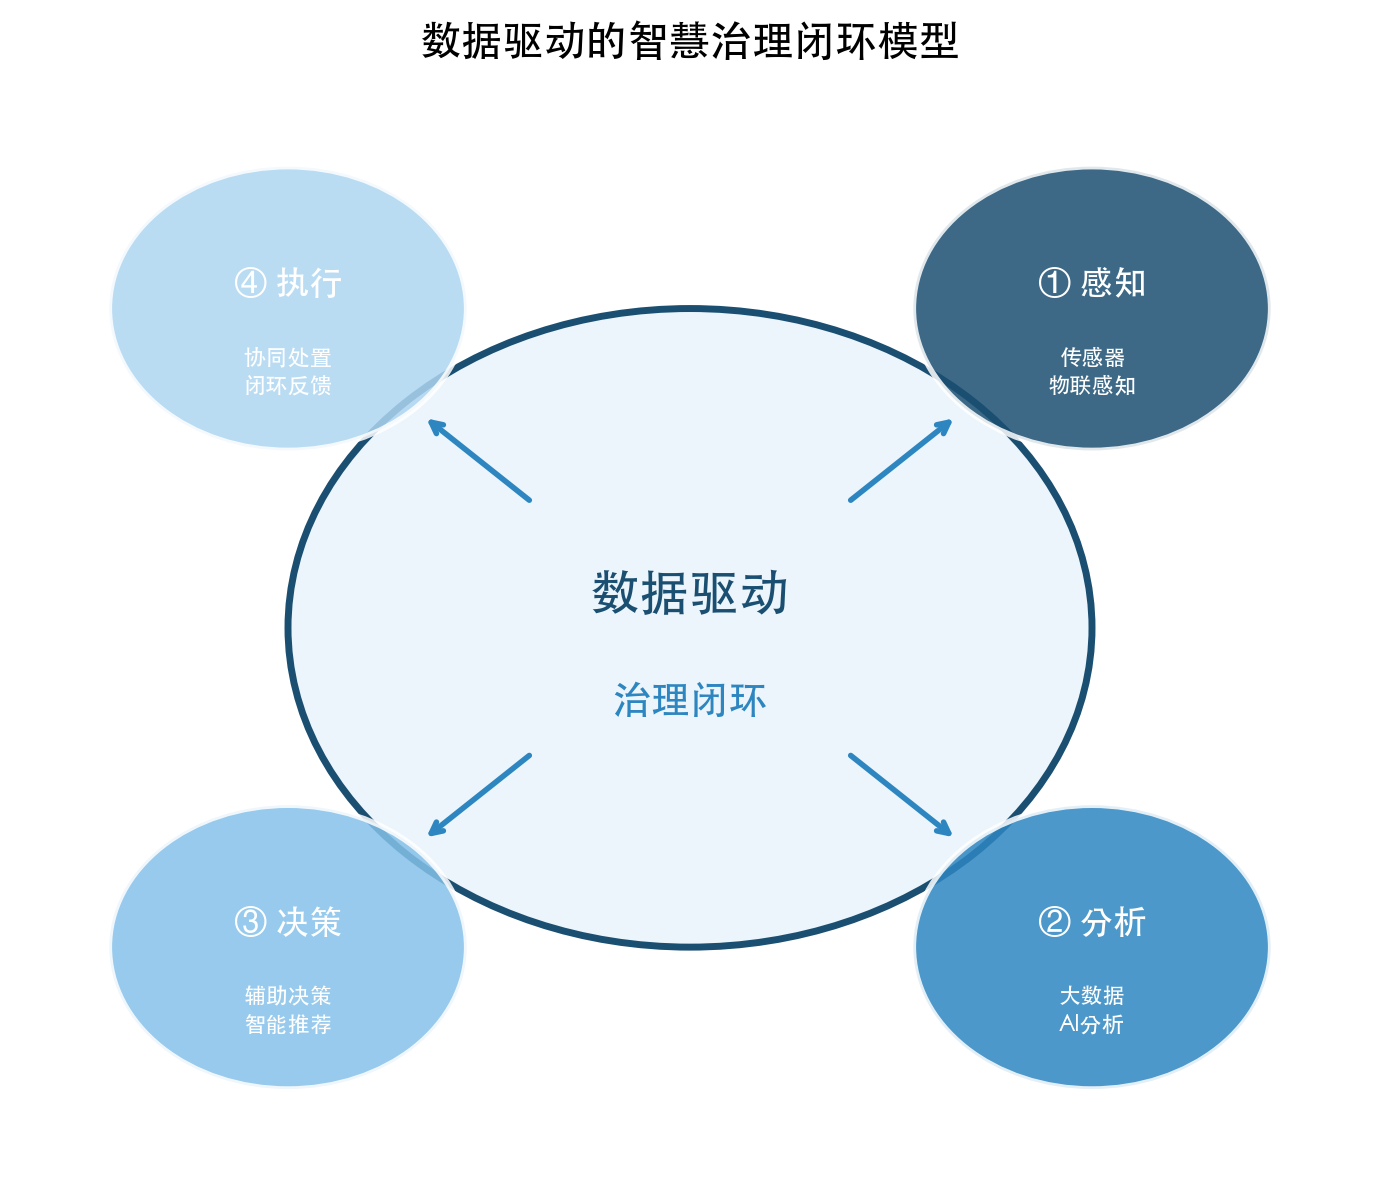 数据驱动的智慧治理闭环模型
④ 执行
协同处置
闭环反馈
① 感知
传感器
物联感知
数据驱动
治理闭环
③ 决策
辅助决策
智能推荐
② 分析
大数据
AI分析